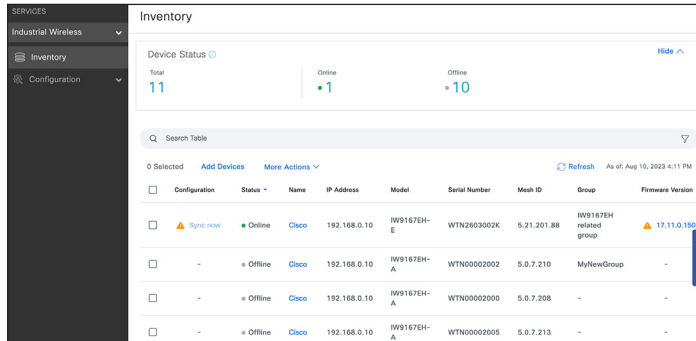 SERVICES
Industrial Wireless
Inventory
Configuration
Inventory
Device Status
Hide
Total
Online
Offline
11
1
10
Search Table
0 Selected Add Devices More Actions Refresh As of: Aug 10, 2023 4:11 PM
Configuration Status Name IP Address Model Serial Number Mesh ID Group Firmware Version
Sync now Online Cisco 192.168.0.10 IW9167EH-E WTN2603002K 5.21.201.88 IW9167EH related group 17.11.0.150
- Offline Cisco 192.168.0.10 IW9167EH-A WTN00002002 5.0.7.210 MyNewGroup -
- Offline Cisco 192.168.0.10 IW9167EH-A WTN00002000 5.0.7.208 - -
- Offline Cisco 192.168.0.10 IW9167EH-A WTN00002005 5.0.7.213 - -